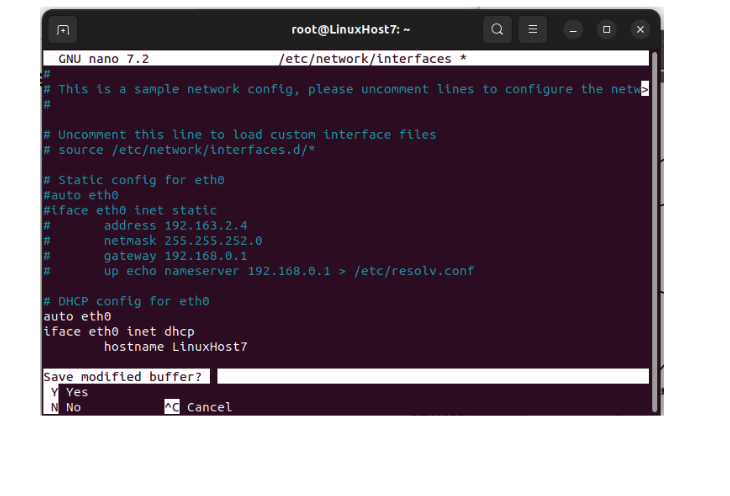 root@LinuxHost7: ~
GNU nano 7.2 /etc/network/interfaces *
#
# This is a sample network config, please uncomment lines to configure the netw>
#
# Uncomment this line to load custom interface files
# source /etc/network/interfaces.d/*
# Static config for eth0
#auto eth0
#iface eth0 inet static
# address 192.163.2.4
# netmask 255.255.252.0
# gateway 192.168.0.1
# up echo nameserver 192.168.0.1 > /etc/resolv.conf
# DHCP config for eth0
auto eth0
iface eth0 inet dhcp
hostname LinuxHost7
Save modified buffer?
Y Yes
N No ^C Cancel